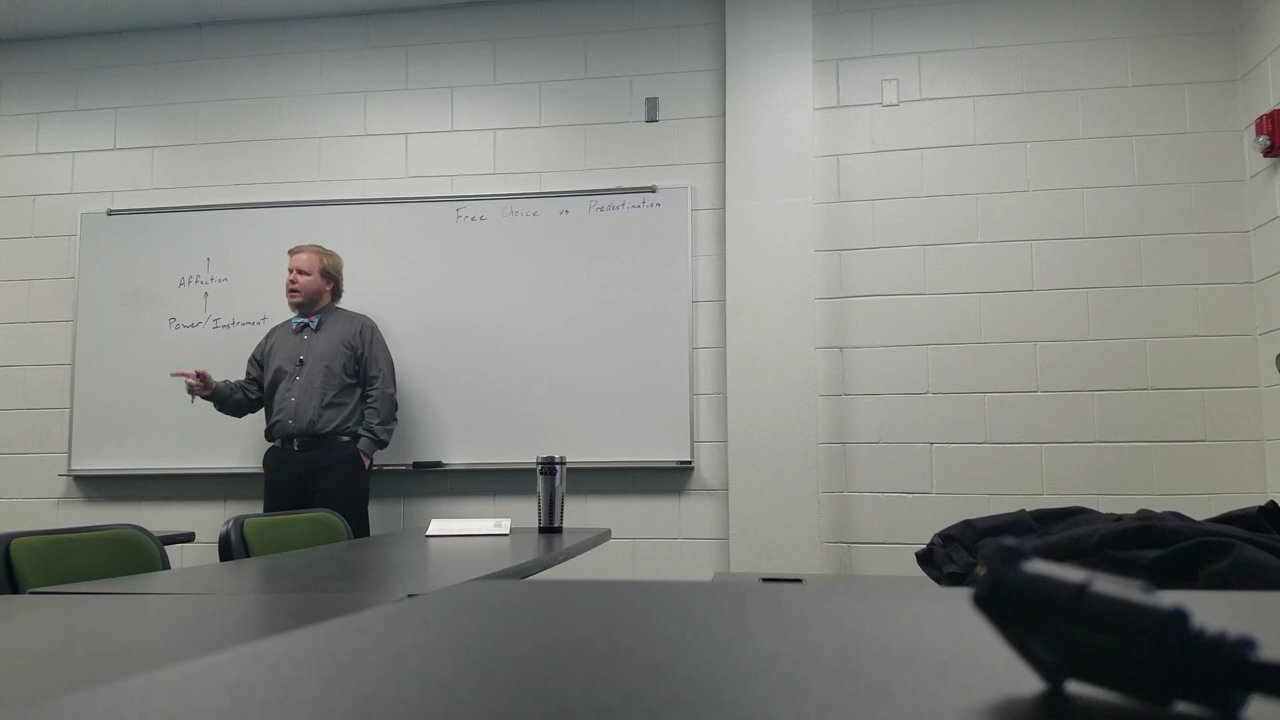 Free Choice vs Predestination
↑
Affection
↑
Power/Instrument